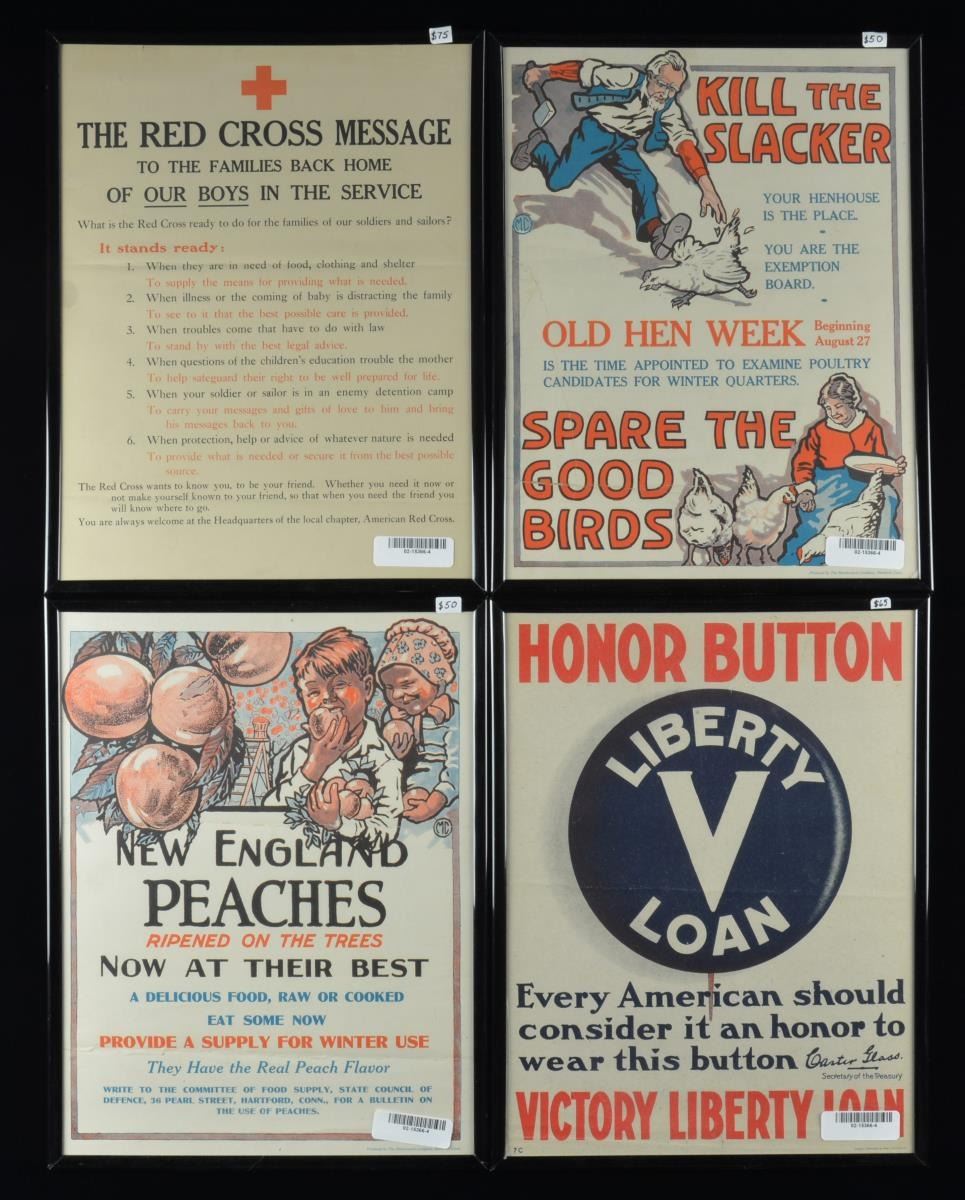 $75
THE RED CROSS MESSAGE
TO THE FAMILIES BACK HOME
OF OUR BOYS IN THE SERVICE
What is the Red Cross ready to do for the families of our soldiers and sailors?
It stands ready:
1. When they are in need of food, clothing and shelter
To supply the means for providing what is needed.
2. When illness or the coming of baby is distracting the family
To see to it that the best possible care is provided.
3. When troubles come that have to do with law
To stand by with the best legal advice.
4. When questions of the children's education trouble the mother
To help safeguard their right to be well prepared for life.
5. When your soldier or sailor is in an enemy detention camp
To carry your messages and gifts of love to him and bring
his messages back to you.
6. When protection, help or advice of whatever nature is needed
To provide what is needed or secure it from the best possible
source.
The Red Cross wants to know you, to be your friend. Whether you need it now or
not make yourself known to your friend, so that when you need the friend you
will know where to go.
You are always welcome at the Headquarters of the local chapter, American Red Cross.
02-15366-4
$50
KILL THE
SLACKER
MC
YOUR HENHOUSE
IS THE PLACE.
YOU ARE THE
EXEMPTION
BOARD.
OLD HEN WEEK Beginning
August 27
IS THE TIME APPOINTED TO EXAMINE POULTRY
CANDIDATES FOR WINTER QUARTERS.
SPARE THE
GOOD
BIRDS
02-15366-4
$50
MC
NEW ENGLAND
PEACHES
RIPENED ON THE TREES
NOW AT THEIR BEST
A DELICIOUS FOOD, RAW OR COOKED
EAT SOME NOW
PROVIDE A SUPPLY FOR WINTER USE
They Have the Real Peach Flavor
WRITE TO THE COMMITTEE OF FOOD SUPPLY, STATE COUNCIL OF
DEFENCE, 36 PEARL STREET, HARTFORD, CONN., FOR A BULLETIN ON
THE USE OF PEACHES.
02-15366-4
$65
HONOR BUTTON
LIBERTY
V
LOAN
Every American should
consider it an honor to
wear this button Carter Glass.
Secretary of the Treasury
VICTORY LIBERTY LOAN
02-15366-4
7 C